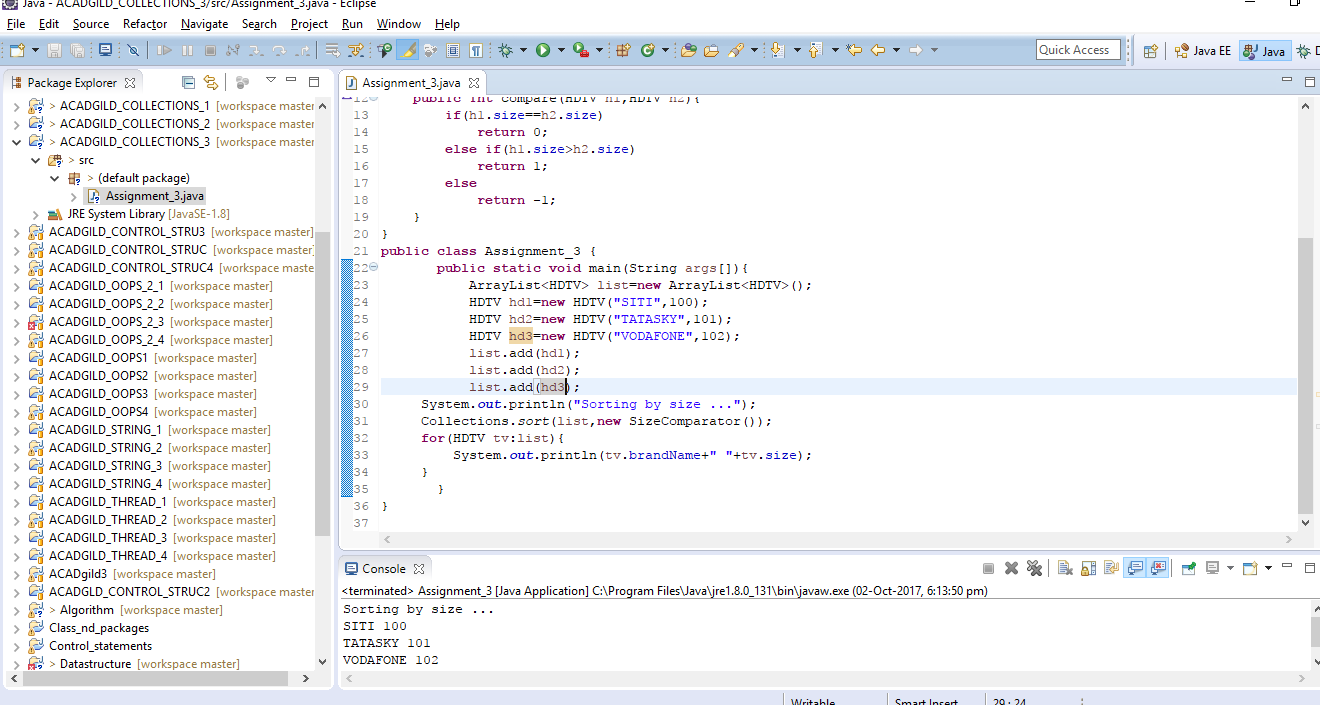 Java - ACADGILD_COLLECTIONS_3/src/Assignment_3.java - Eclipse
File Edit Source Refactor Navigate Search Project Run Window Help
Quick Access
Java EE
Java
Package Explorer
> ACADGILD_COLLECTIONS_1 [workspace master
> ACADGILD_COLLECTIONS_2 [workspace master
> ACADGILD_COLLECTIONS_3 [workspace master
> src
> (default package)
Assignment_3.java
JRE System Library [JavaSE-1.8]
ACADGILD_CONTROL_STRU3 [workspace master]
ACADGILD_CONTROL_STRUC [workspace master]
ACADGILD_CONTROL_STRUC4 [workspace maste
ACADGILD_OOPS_2_1 [workspace master]
ACADGILD_OOPS_2_2 [workspace master]
ACADGILD_OOPS_2_3 [workspace master]
ACADGILD_OOPS_2_4 [workspace master]
ACADGILD_OOPS1 [workspace master]
ACADGILD_OOPS2 [workspace master]
ACADGILD_OOPS3 [workspace master]
ACADGILD_OOPS4 [workspace master]
ACADGILD_STRING_1 [workspace master]
ACADGILD_STRING_2 [workspace master]
ACADGILD_STRING_3 [workspace master]
ACADGILD_STRING_4 [workspace master]
ACADGILD_THREAD_1 [workspace master]
ACADGILD_THREAD_2 [workspace master]
ACADGILD_THREAD_3 [workspace master]
ACADGILD_THREAD_4 [workspace master]
ACADgild3 [workspace master]
ACADGLD_CONTROL_STRUC2 [workspace master]
> Algorithm [workspace master]
Class_nd_packages
Control_statements
> Datastructure [workspace master]
Assignment_3.java
12 public int compare(HDTV h1,HDTV h2){
13 if(h1.size==h2.size)
14 return 0;
15 else if(h1.size>h2.size)
16 return 1;
17 else
18 return -1;
19 }
20 }
21 public class Assignment_3 {
22 public static void main(String args[]){
23 ArrayList<HDTV> list=new ArrayList<HDTV>();
24 HDTV hd1=new HDTV("SITI",100);
25 HDTV hd2=new HDTV("TATASKY",101);
26 HDTV hd3=new HDTV("VODAFONE",102);
27 list.add(hd1);
28 list.add(hd2);
29 list.add(hd3);
30 System.out.println("Sorting by size ...");
31 Collections.sort(list,new SizeComparator());
32 for(HDTV tv:list){
33 System.out.println(tv.brandName+" "+tv.size);
34 }
35 }
36 }
37
Console
<terminated> Assignment_3 [Java Application] C:\Program Files\Java\jre1.8.0_131\bin\javaw.exe (02-Oct-2017, 6:13:50 pm)
Sorting by size ...
SITI 100
TATASKY 101
VODAFONE 102
Writable Smart Insert 29 : 24